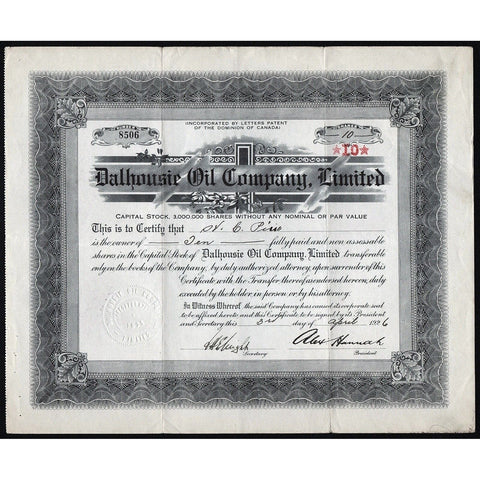 (INCORPORATED BY LETTERS PATENT
OF THE DOMINION OF CANADA)
NUMBER
8506
SHARES
10
★10★
Dalhousie Oil Company, Limited
CAPITAL STOCK, 3,000,000 SHARES WITHOUT ANY NOMINAL OR PAR VALUE
This is to Certify that W. C. Pirie
is the owner of Ten fully paid and non assessable
shares in the Capital Stock of Dalhousie Oil Company, Limited transferable
only on the books of the Company, by duly authorized attorney, upon surrender of this
Certificate with the Transfer thereof endorsed hereon, duly
executed by the holder in person or by his attorney.
In Witness Whereof, the said Company has caused its corporate seal
to be affixed hereto and this Certificate to be signed by its President
and Secretary this 3rd day of April 1926
Secretary
Alex Hannah
President